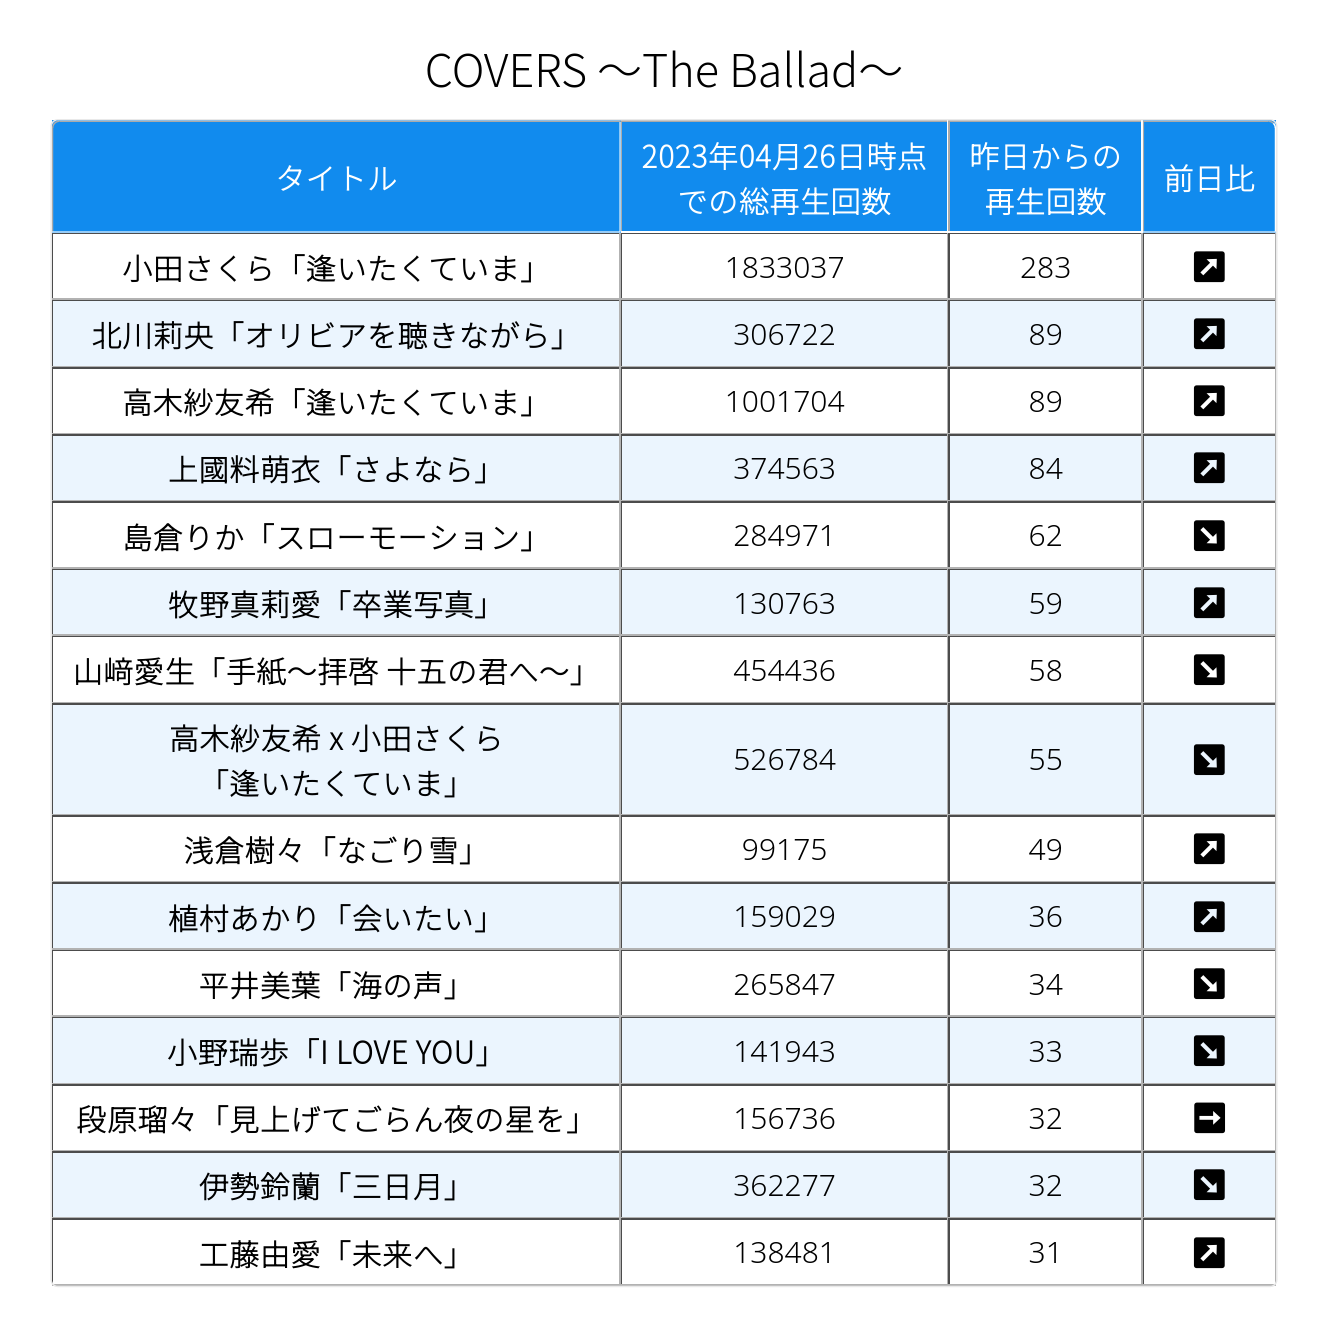 COVERS ～The Ballad～
タイトル 2023年04月26日時点での総再生回数 昨日からの再生回数 前日比
小田さくら「逢いたくていま」 1833037 283 ↗
北川莉央「オリビアを聴きながら」 306722 89 ↗
高木紗友希「逢いたくていま」 1001704 89 ↗
上國料萌衣「さよなら」 374563 84 ↗
島倉りか「スローモーション」 284971 62 ↘
牧野真莉愛「卒業写真」 130763 59 ↗
山﨑愛生「手紙～拝啓 十五の君へ～」 454436 58 ↘
高木紗友希 x 小田さくら「逢いたくていま」 526784 55 ↘
浅倉樹々「なごり雪」 99175 49 ↗
植村あかり「会いたい」 159029 36 ↗
平井美葉「海の声」 265847 34 ↘
小野瑞歩「I LOVE YOU」 141943 33 ↘
段原瑠々「見上げてごらん夜の星を」 156736 32 →
伊勢鈴蘭「三日月」 362277 32 ↘
工藤由愛「未来へ」 138481 31 ↗